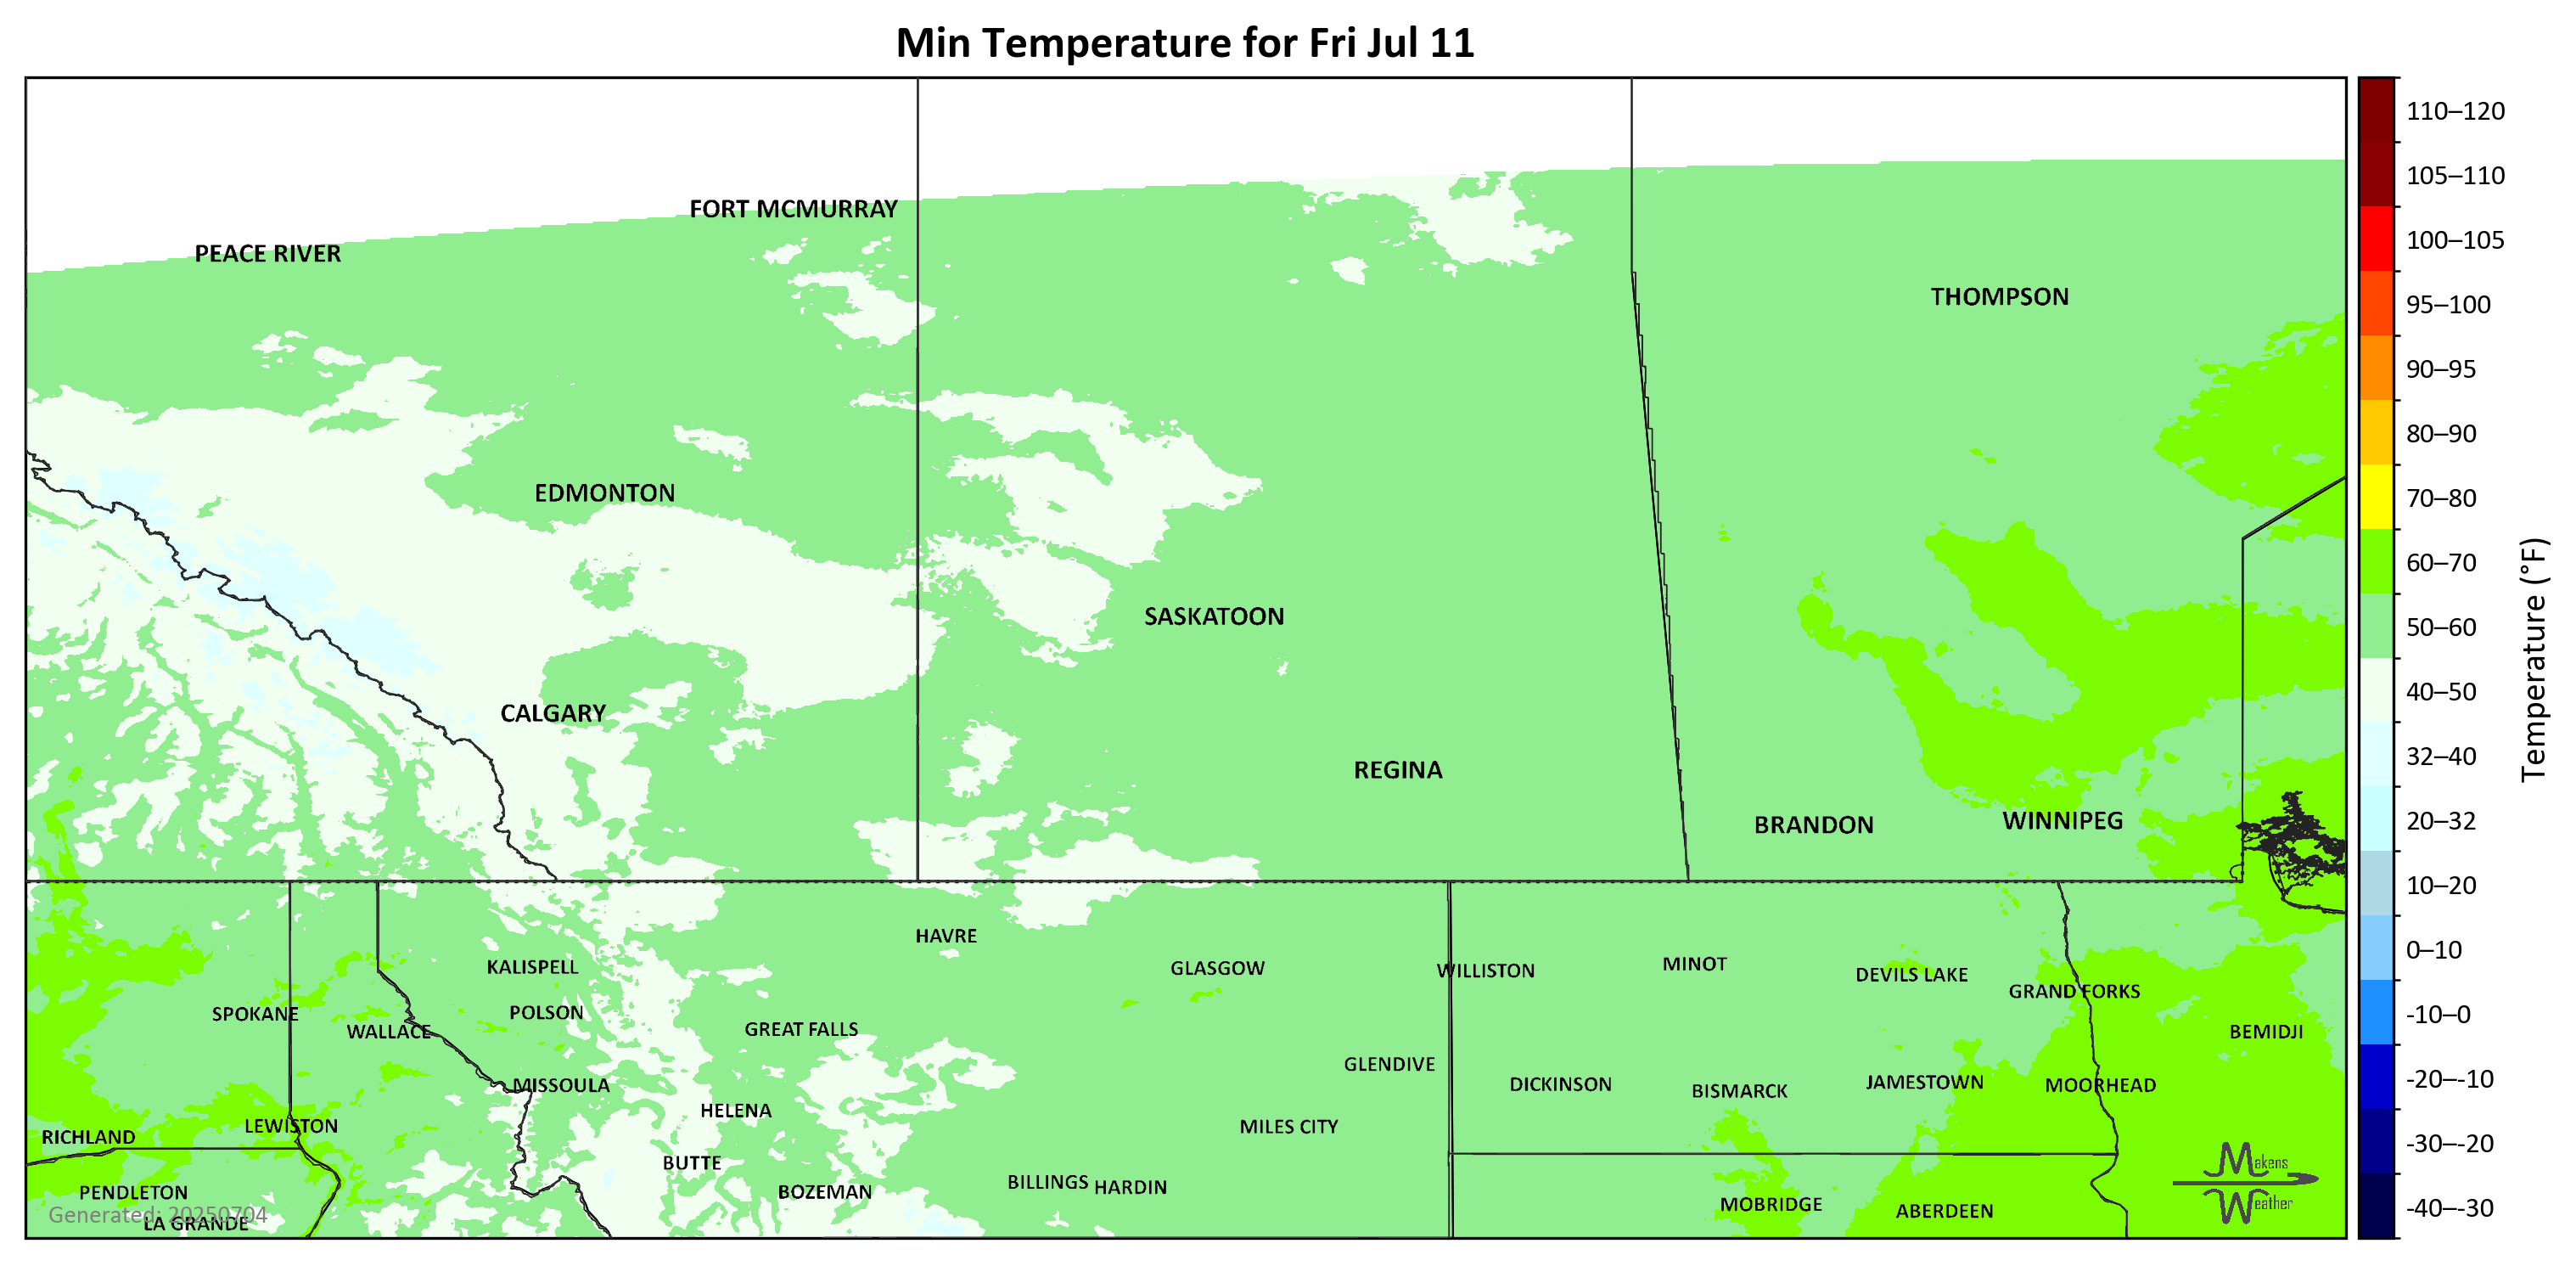 Min Temperature for Fri Jul 11
110–120
105–110
100–105
95–100
90–95
80–90
70–80
60–70
50–60
40–50
32–40
20–32
10–20
0–10
-10–0
-20–-10
-30–-20
-40–-30
Temperature (°F)
FORT MCMURRAY
PEACE RIVER
THOMPSON
EDMONTON
SASKATOON
CALGARY
REGINA
BRANDON
WINNIPEG
HAVRE
KALISPELL
GLASGOW
WILLISTON
MINOT
DEVILS LAKE
GRAND FORKS
SPOKANE
POLSON
WALLACE
GREAT FALLS
BEMIDJI
GLENDIVE
MISSOULA
DICKINSON
BISMARCK
JAMESTOWN
MOORHEAD
HELENA
LEWISTON
MILES CITY
RICHLAND
BUTTE
PENDLETON
BOZEMAN
BILLINGS
HARDIN
MOBRIDGE
ABERDEEN
LA GRANDE
Generated: 20250704
Makens
Weather